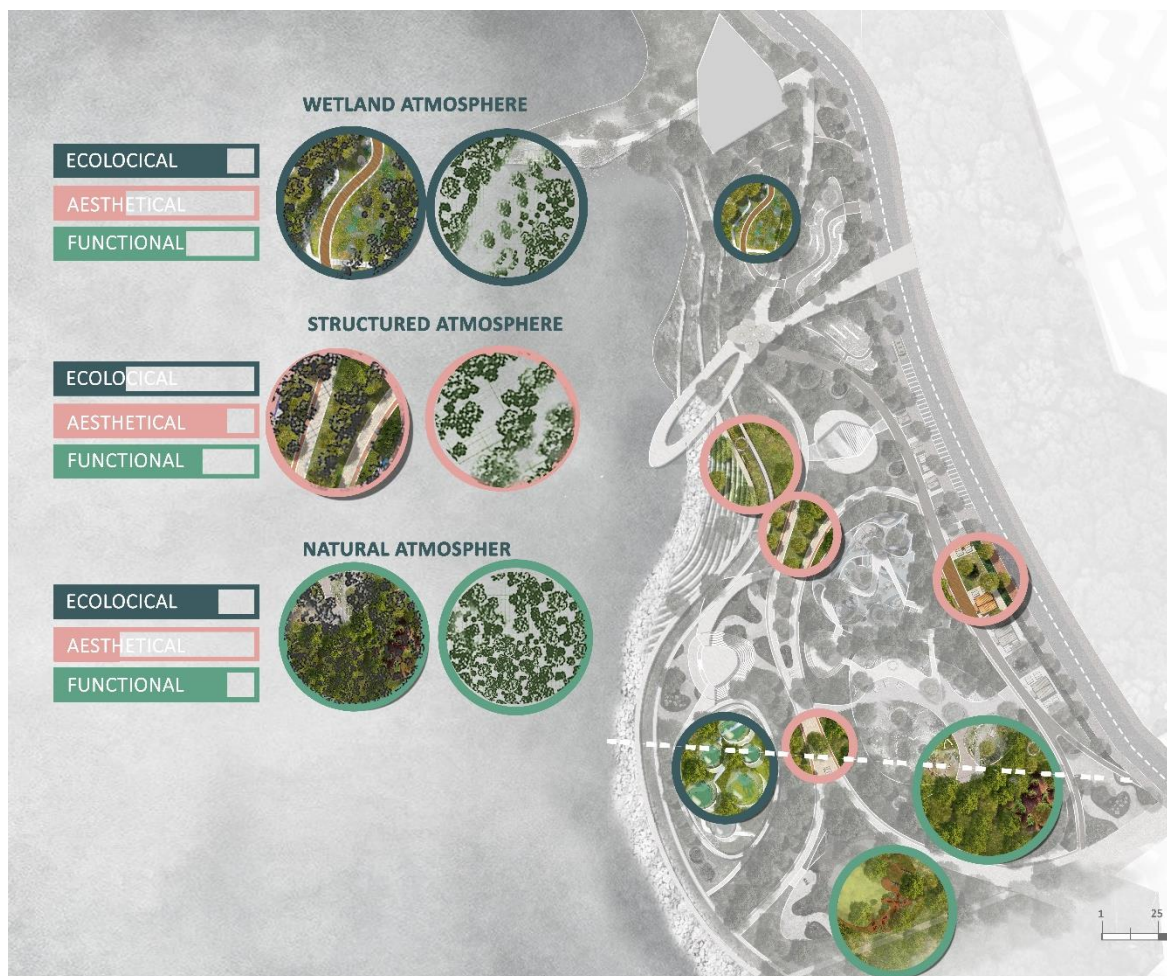 WETLAND ATMOSPHERE
ECOLOCICAL
AESTHETICAL
FUNCTIONAL
STRUCTURED ATMOSPHERE
ECOLOCICAL
AESTHETICAL
FUNCTIONAL
NATURAL ATMOSPHER
ECOLOCICAL
AESTHETICAL
FUNCTIONAL
1 25